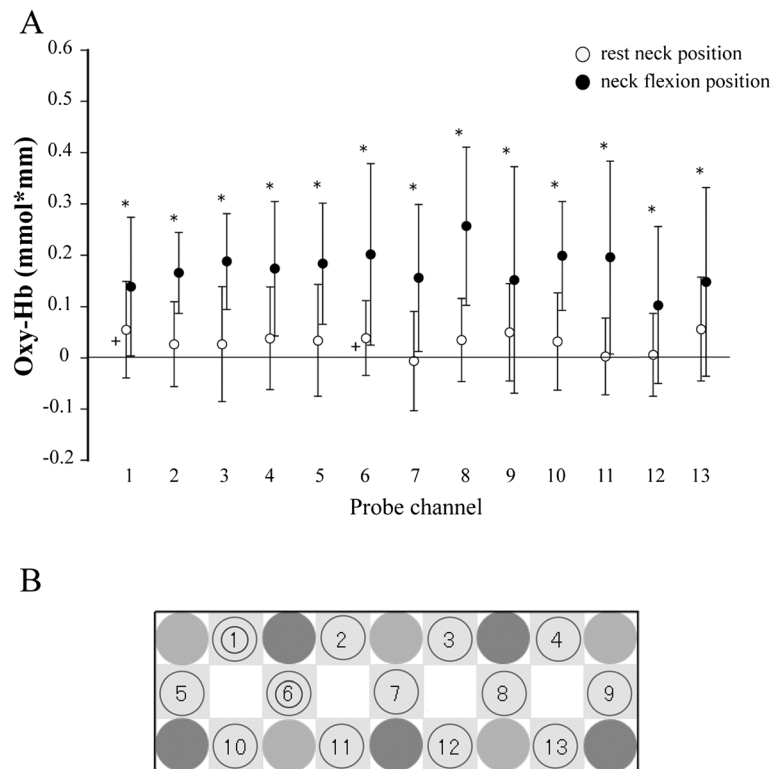 A
0.6
rest neck position
neck flexion position
0.5
0.4
0.3
0.2
0.1
0
-0.1
-0.2
Oxy-Hb (mmol*mm)
* * * * * * * * * * * * *
+ +
1 2 3 4 5 6 7 8 9 10 11 12 13
Probe channel
B
1 2 3 4
5 6 7 8 9
10 11 12 13